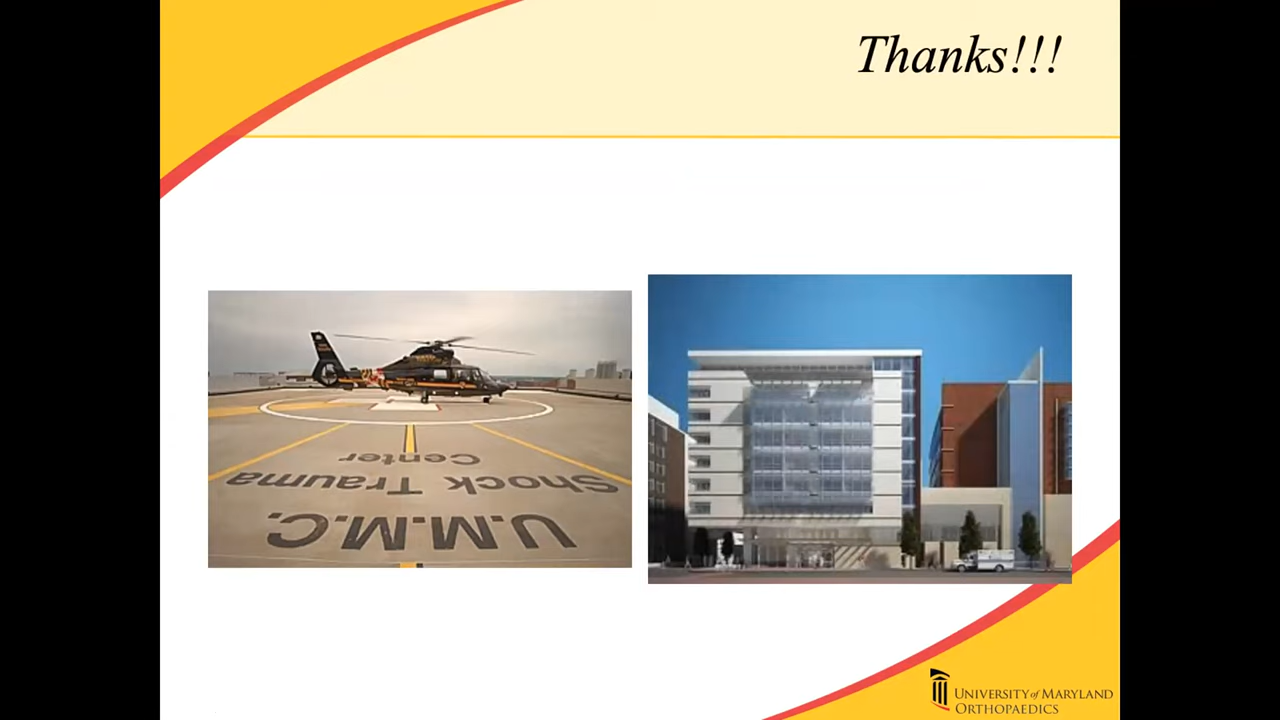 Thanks!!!
Center
Shock Trauma
U.M.M.C.
University of Maryland
Orthopaedics